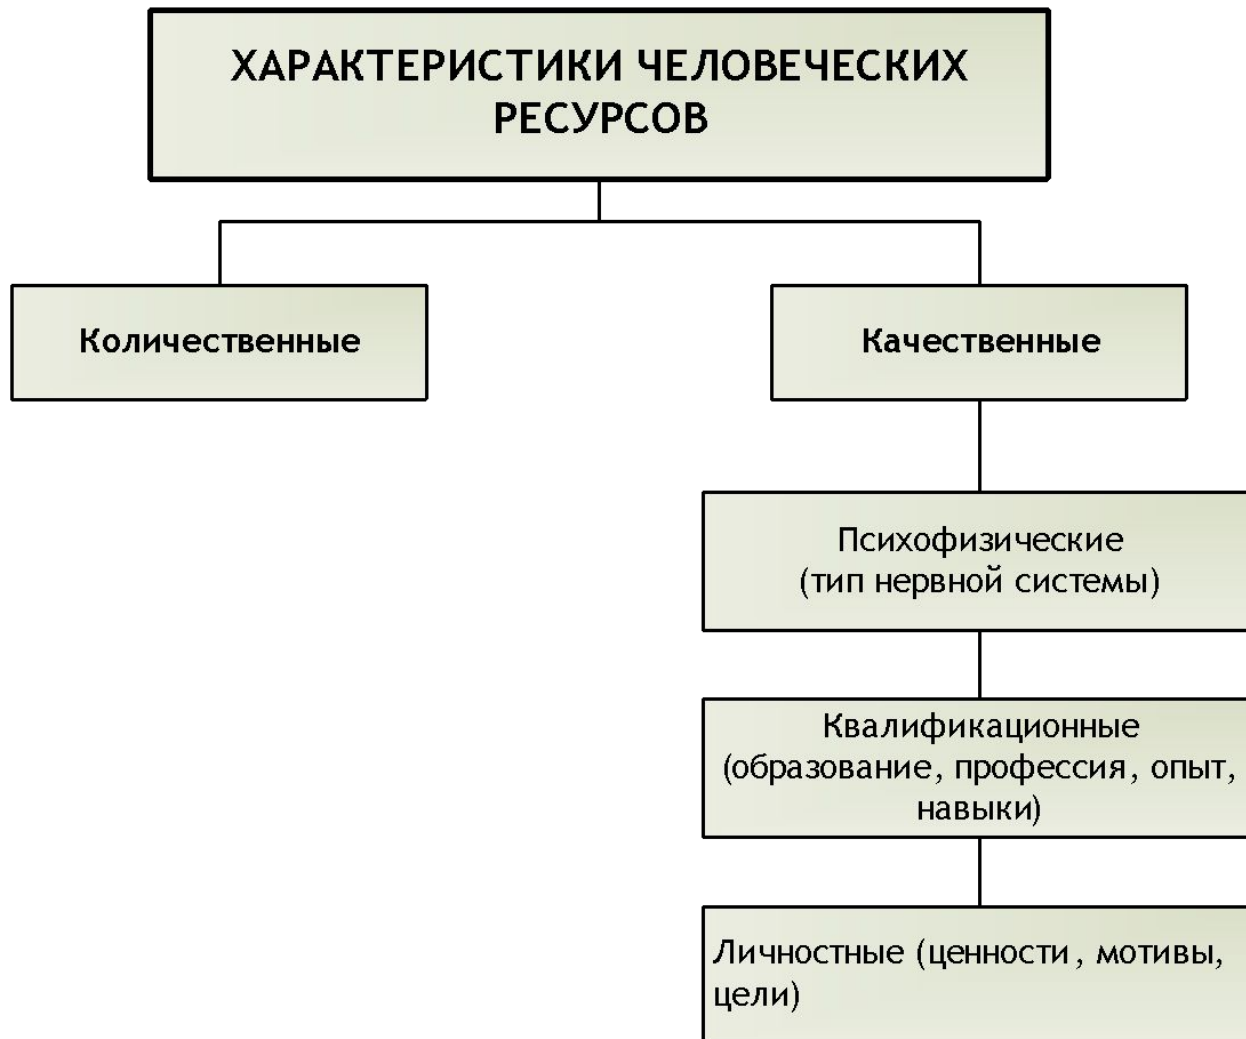 ХАРАКТЕРИСТИКИ ЧЕЛОВЕЧЕСКИХ
РЕСУРСОВ
Количественные
Качественные
Психофизические
(тип нервной системы)
Квалификационные
(образование, профессия, опыт,
навыки)
Личностные (ценности, мотивы,
цели)